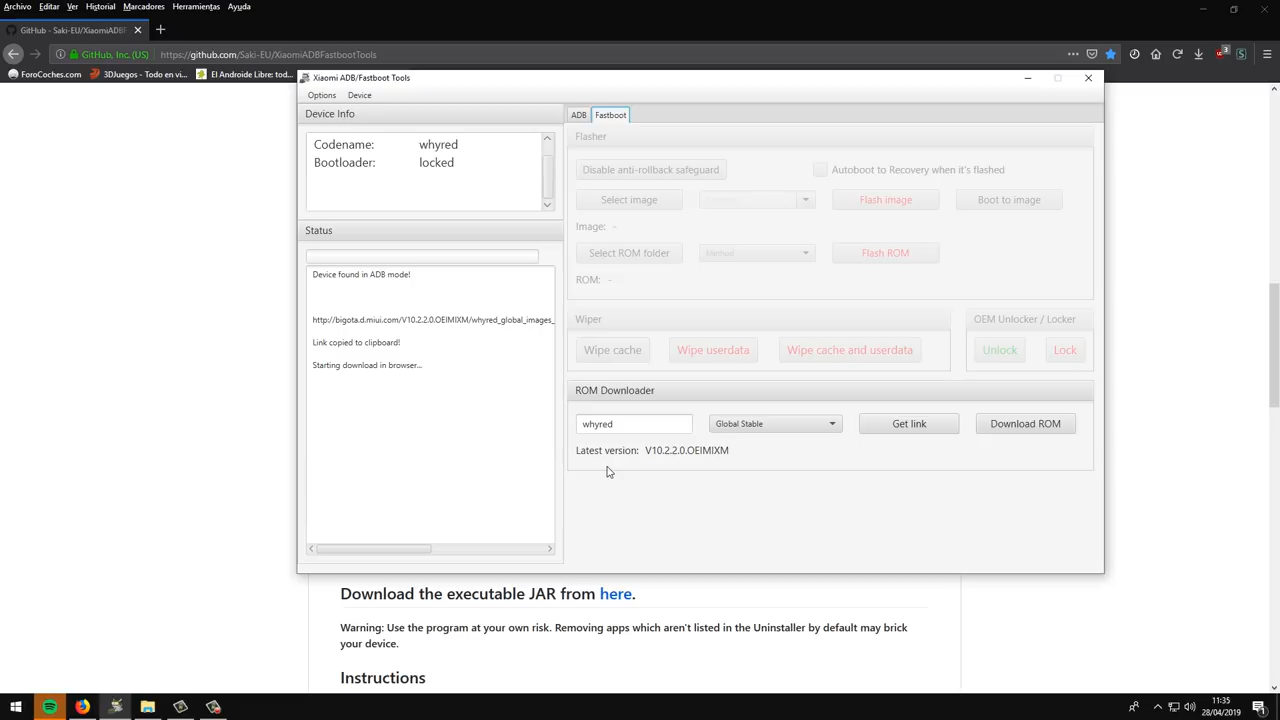 Archivo Editar Ver Historial Marcadores Herramientas Ayuda
GitHub - Saki-EU/XiaomiADBF
GitHub, Inc. (US) https://github.com/Saki-EU/XiaomiADBFastbootTools
ForoCoches.com 3DJuegos - Todo en vi... El Androide Libre: tod...
Xiaomi ADB/Fastboot Tools
Options Device
Device Info
Codename: whyred
Bootloader: locked
Status
Device found in ADB mode!
http://bigota.d.miui.com/V10.2.2.0.OEIMIXM/whyred_global_images_
Link copied to clipboard!
Starting download in browser...
ADB Fastboot
Flasher
Disable anti-rollback safeguard Autoboot to Recovery when it's flashed
Select image Flash image Boot to image
Image: -
Select ROM folder Method Flash ROM
ROM: -
Wiper
Wipe cache Wipe userdata Wipe cache and userdata
OEM Unlocker / Locker
Unlock Lock
ROM Downloader
whyred Global Stable Get link Download ROM
Latest version: V10.2.2.0.OEIMIXM
Download the executable JAR from here.
Warning: Use the program at your own risk. Removing apps which aren't listed in the Uninstaller by default may brick
your device.
Instructions
11:35
28/04/2019